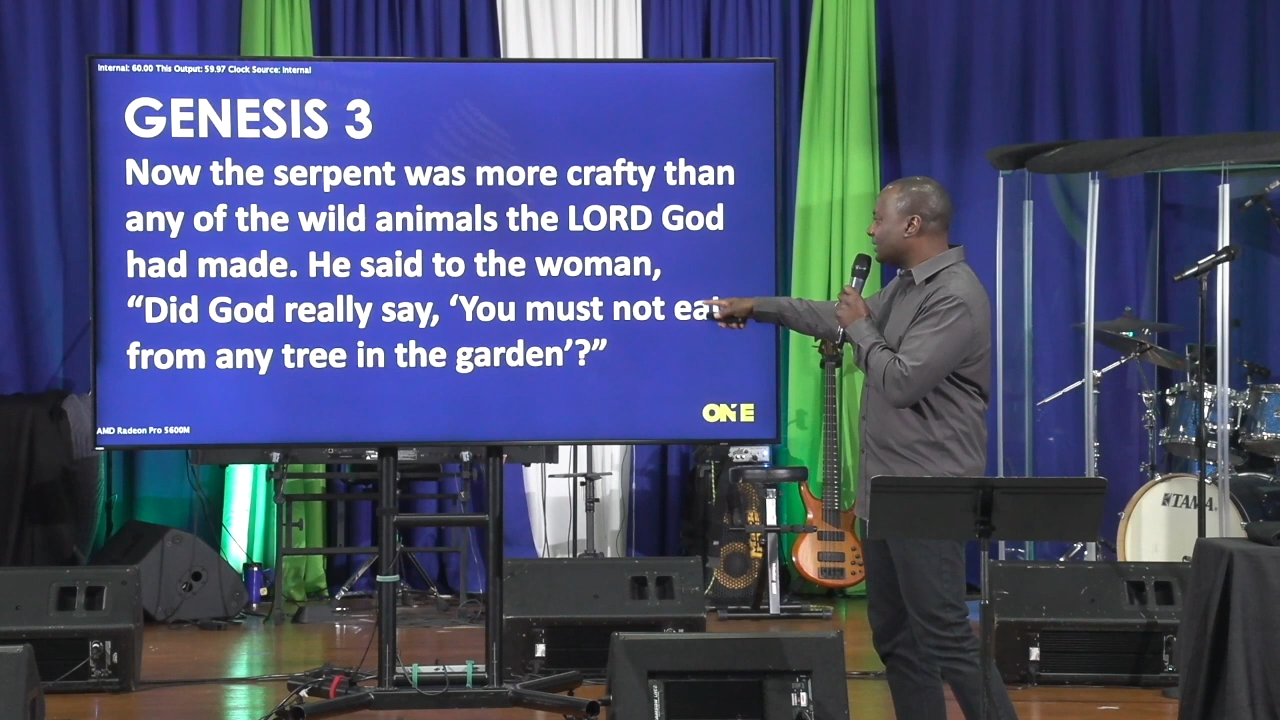 Internal: 60.00 This Output: 59.97 Clock Source: Internal
GENESIS 3
Now the serpent was more crafty than
any of the wild animals the LORD God
had made. He said to the woman,
“Did God really say, ‘You must not eat
from any tree in the garden’?”
ONE
AMD Radeon Pro 5600M
TAMA